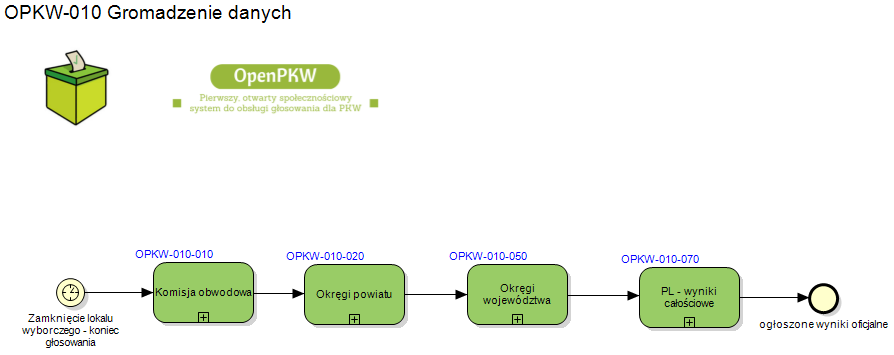 OPKW-010 Gromadzenie danych
OpenPKW
Pierwszy, otwarty społecznościowy
system do obsługi głosowania dla PKW
OPKW-010-010
OPKW-010-020
OPKW-010-050
OPKW-010-070
Komisja obwodowa
Okręgi powiatu
Okręgi
województwa
PL - wyniki
całościowe
Zamknięcie lokalu
wyborczego - koniec
głosowania
ogłoszone wyniki oficjalne